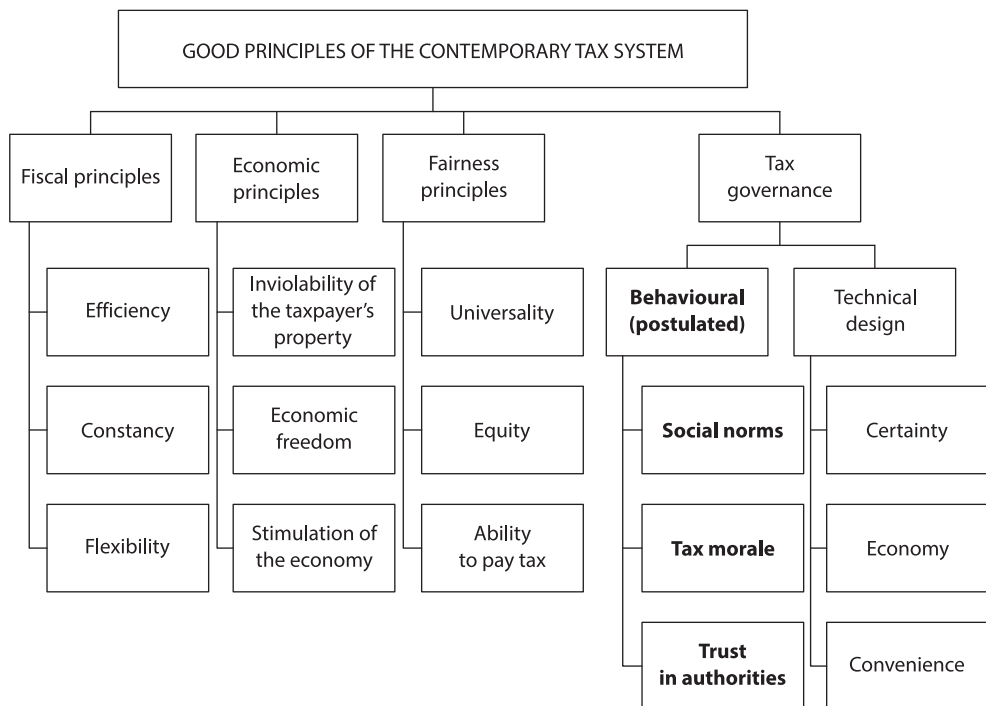 GOOD PRINCIPLES OF THE CONTEMPORARY TAX SYSTEM
Fiscal principles
Economic
principles
Fairness
principles
Tax
governance
Efficiency
Inviolability of
the taxpayer's
property
Universality
Behavioural
(postulated)
Technical
design
Constancy
Economic
freedom
Equity
Social norms
Certainty
Flexibility
Stimulation of
the economy
Ability
to pay tax
Tax morale
Economy
Trust
in authorities
Convenience